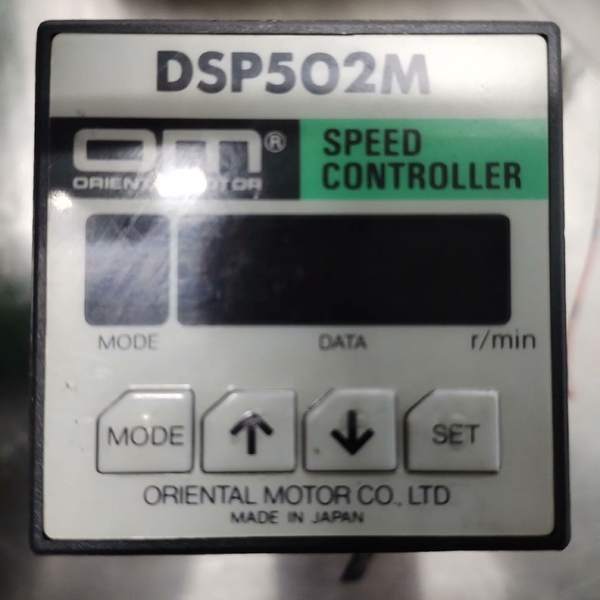 DSP502M
om®
ORIENTAL MOTOR
SPEED
CONTROLLER
MODE DATA r/min
MODE ↑ ↓ SET
ORIENTAL MOTOR CO., LTD
MADE IN JAPAN